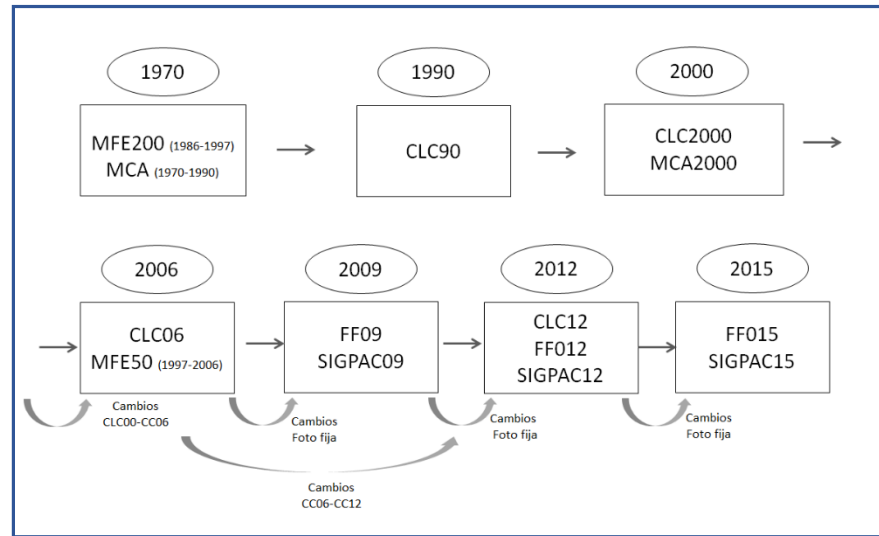 1970
1990
2000
MFE200 (1986-1997)
MCA (1970-1990)
CLC90
CLC2000
MCA2000
2006
2009
2012
2015
CLC06
MFE50 (1997-2006)
FF09
SIGPAC09
CLC12
FF012
SIGPAC12
FF015
SIGPAC15
Cambios
CLC00-CC06
Cambios
Foto fija
Cambios
Foto fija
Cambios
Foto fija
Cambios
CC06-CC12